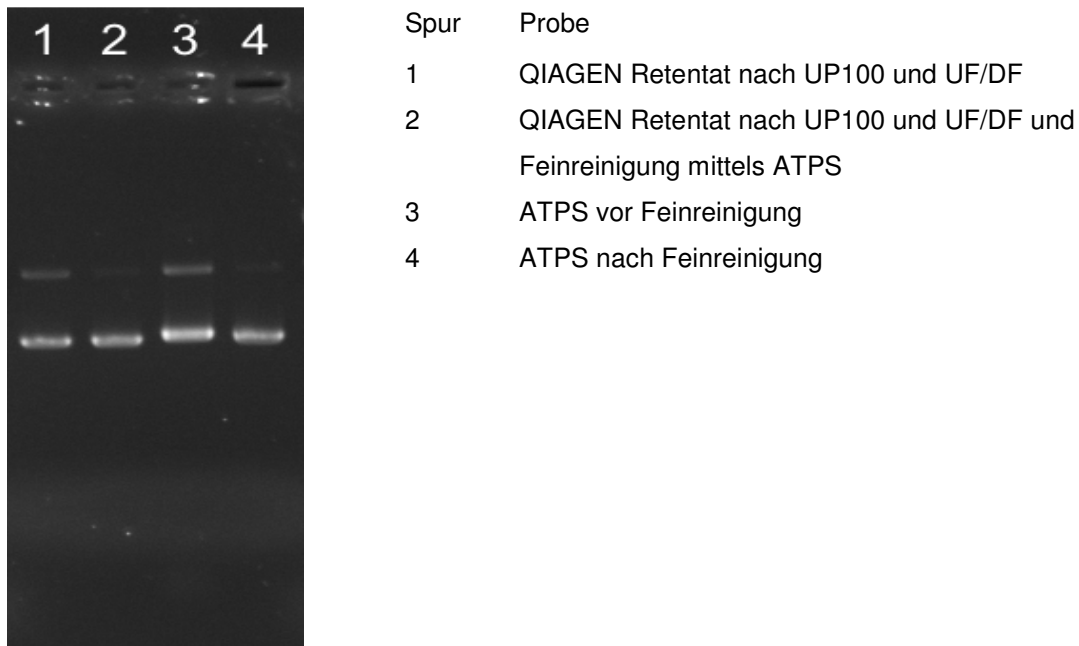 1 2 3 4
Spur Probe
1 QIAGEN Retentat nach UP100 und UF/DF
2 QIAGEN Retentat nach UP100 und UF/DF und
Feinreinigung mittels ATPS
3 ATPS vor Feinreinigung
4 ATPS nach Feinreinigung